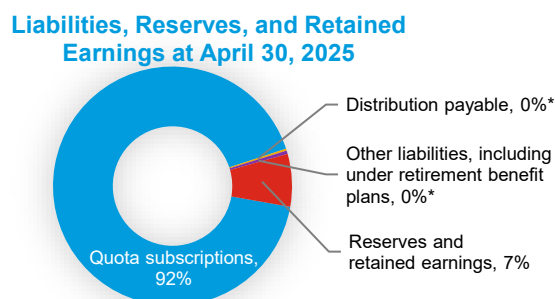 Liabilities, Reserves, and Retained
Earnings at April 30, 2025
Distribution payable, 0%*
Other liabilities, including
under retirement benefit
plans, 0%*
Reserves and
retained earnings, 7%
Quota subscriptions,
92%